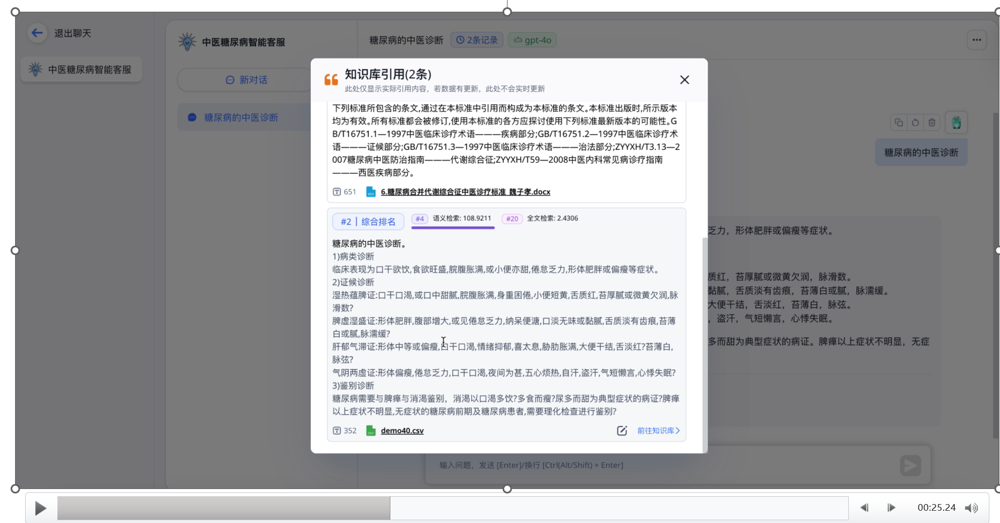 退出聊天
中医糖尿病智能客服
中医糖尿病智能客服
新对话
糖尿病的中医诊断
糖尿病的中医诊断
2条记录
gpt-4o
糖尿病的中医诊断
知识库引用(2条)
此处仅显示实际引用内容，若数据有更新，此处不会实时更新
下列标准所包含的条文,通过在本标准中引用而构成为本标准的条文。本标准出版时,所示版本
均为有效。所有标准都会被修订,使用本标准的各方应探讨使用下列标准最新版本的可能性。G
B/T16751.1—1997中医临床诊疗术语———疾病部分;GB/T16751.2—1997中医临床诊疗术
语———证候部分;GB/T16751.3—1997中医临床诊疗术语———治法部分;ZYYXH/T3.13—2
007糖尿病中医防治指南———代谢综合征;ZYYXH/T59—2008中医内科常见病诊疗指南
———西医疾病部分。
651
6.糖尿病合并代谢综合征中医诊疗标准_魏子孝.docx
#2 | 综合排名
#4 语义检索: 108.9211
#20 全文检索: 2.4306
糖尿病的中医诊断。
1)病类诊断
临床表现为口干欲饮,食欲旺盛,脘腹胀满,或小便亦甜,倦怠乏力,形体肥胖或偏瘦等症状。
2)证候诊断
湿热蕴脾证:口干口渴,或口中甜腻,脘腹胀满,身重困倦,小便短黄,舌质红,苔厚腻或微黄欠润,脉
滑数?
脾虚湿盛证:形体肥胖,腹部增大,或见倦怠乏力,纳呆便溏,口淡无味或黏腻,舌质淡有齿痕,苔薄
白或腻,脉濡缓?
肝郁气滞证:形体中等或偏瘦,口干口渴,情绪抑郁,喜太息,胁肋胀满,大便干结,舌淡红?苔薄白,
脉弦?
气阴两虚证:形体偏瘦,倦怠乏力,口干口渴,夜间为甚,五心烦热,自汗,盗汗,气短懒言,心悸失眠?
3)鉴别诊断
糖尿病需要与脾瘅与消渴鉴别，消渴以口渴多饮?多食而瘦?尿多而甜为典型症状的病证?脾瘅
以上症状不明显,无症状的糖尿病前期及糖尿病患者,需要理化检查进行鉴别?
352
demo40.csv
前往知识库
乏力，形体肥胖或偏瘦等症状。
质红，苔厚腻或微黄欠润，脉滑数。
黏腻，舌质淡有齿痕，苔薄白或腻，脉濡缓。
大便干结，舌淡红，苔薄白，脉弦。
，盗汗，气短懒言，心悸失眠。
多而甜为典型症状的病证。脾瘅以上症状不明显，无症
输入问题，发送 [Enter]/换行 [Ctrl(Alt/Shift) + Enter]
00:25.24